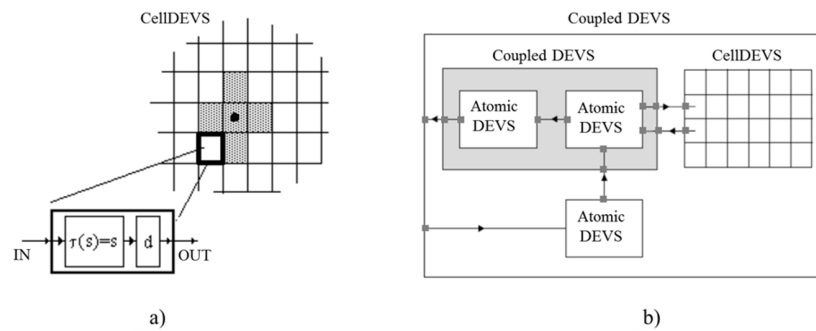 CellDEVS
IN
τ(s)=s
d
OUT
a)
Coupled DEVS
Coupled DEVS
CellDEVS
Atomic
DEVS
Atomic
DEVS
Atomic
DEVS
b)